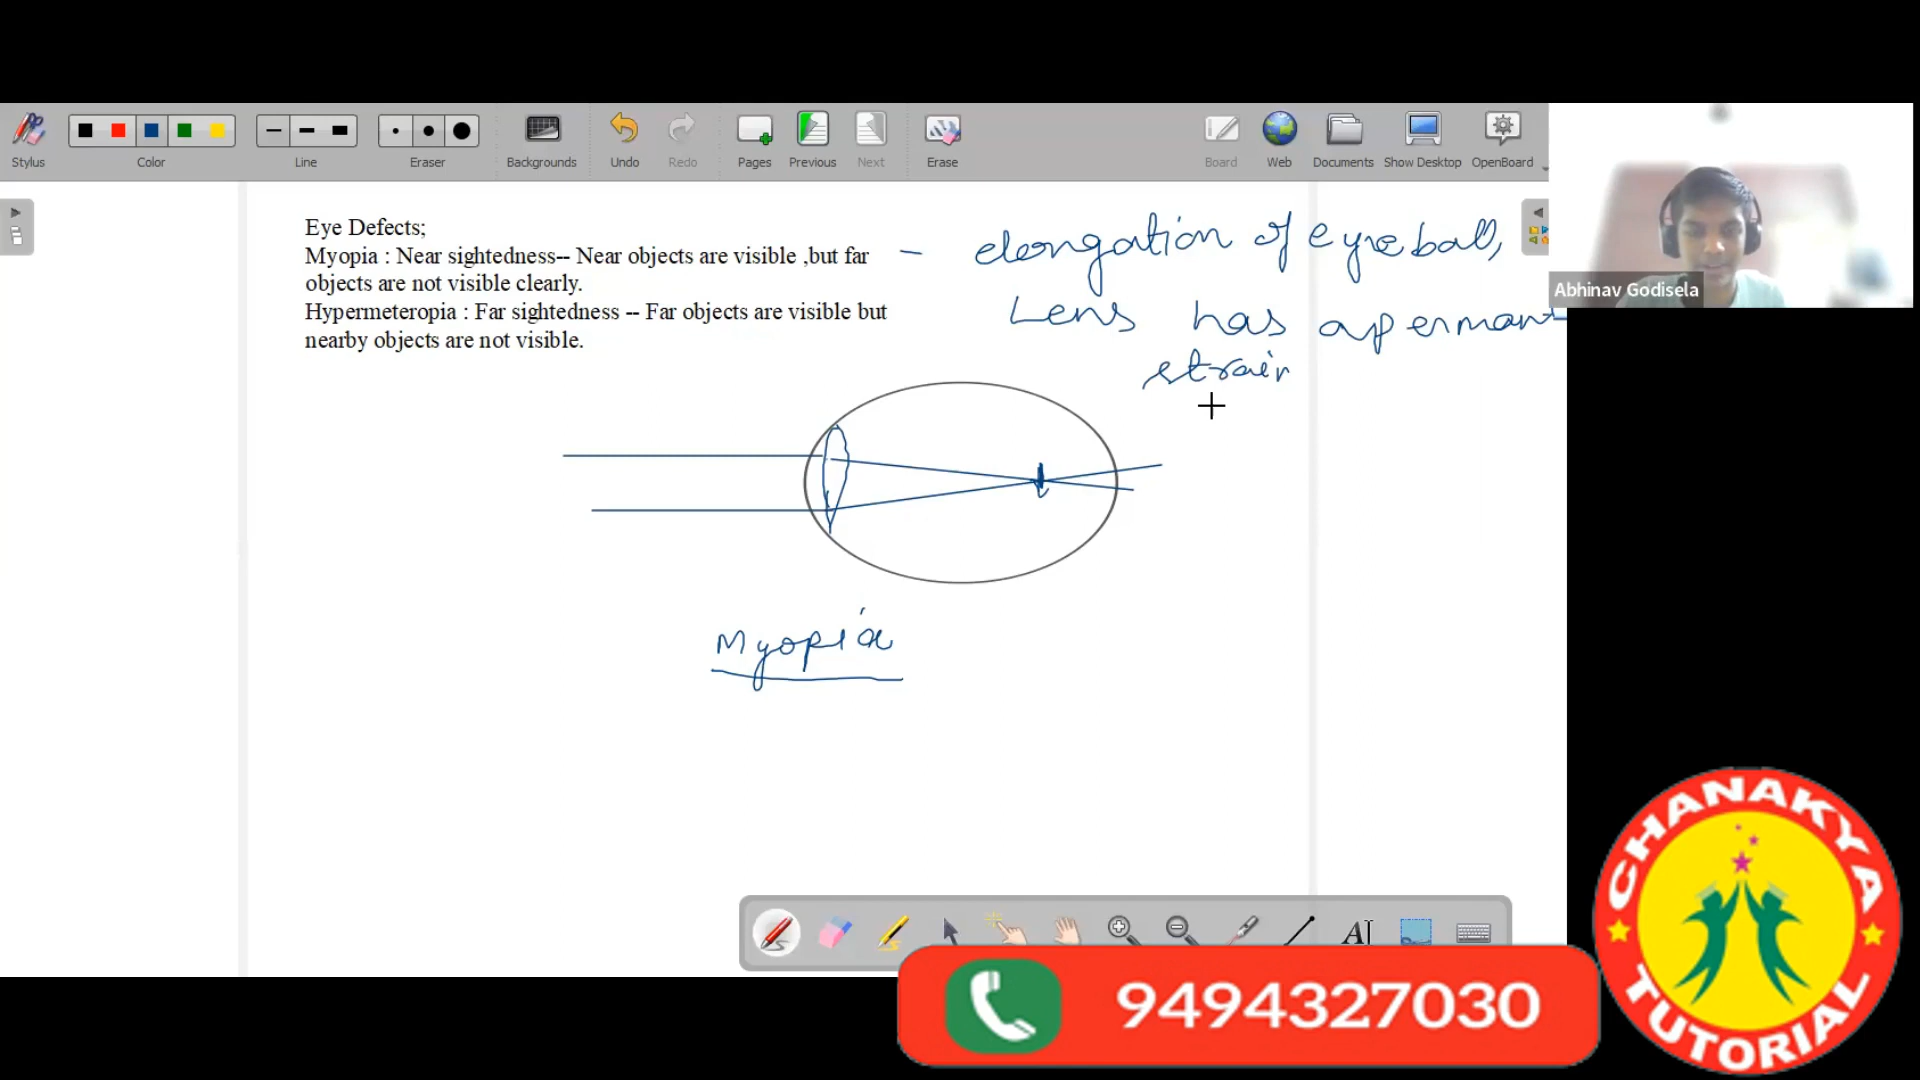 Stylus
Color
Line
Eraser
Backgrounds
Undo
Redo
Pages
Previous
Next
Erase
Board
Web
Documents
Show Desktop
OpenBoard
Abhinav Godisela
Eye Defects;
Myopia : Near sightedness-- Near objects are visible ,but far
objects are not visible clearly.
Hypermeteropia : Far sightedness -- Far objects are visible but
nearby objects are not visible.
– elongation of eyeball,
Lens has a permant
strain
Myopia
9494327030
CHANAKYA
TUTORIAL